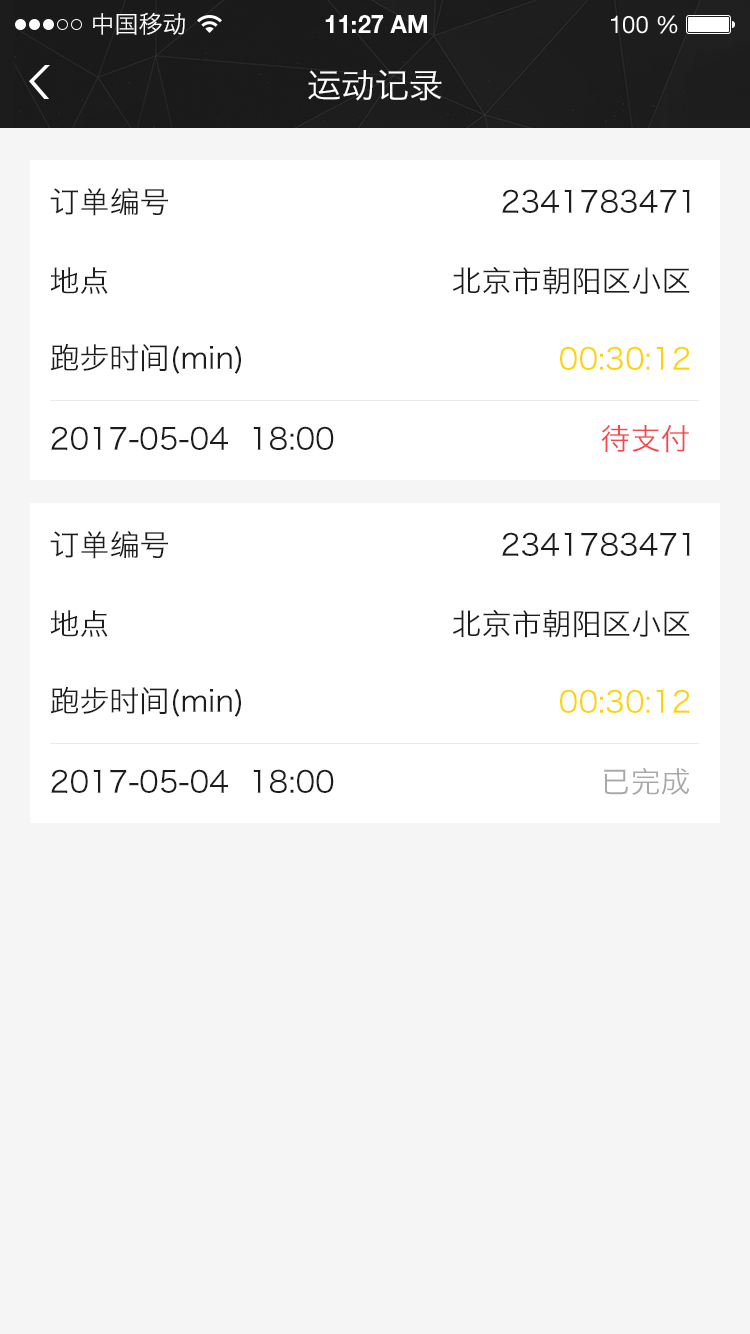 中国移动 11:27 AM 100 %
运动记录
订单编号 2341783471
地点 北京市朝阳区小区
跑步时间(min) 00:30:12
2017-05-04 18:00 待支付
订单编号 2341783471
地点 北京市朝阳区小区
跑步时间(min) 00:30:12
2017-05-04 18:00 已完成